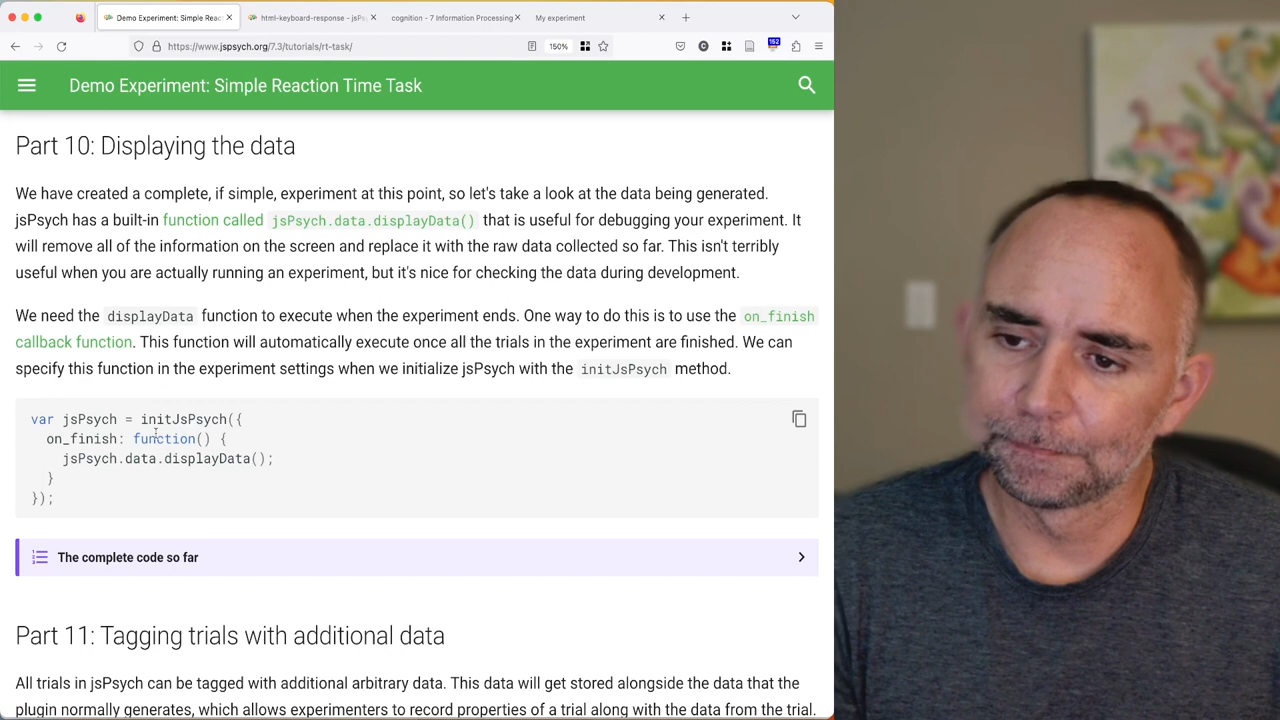 Demo Experiment: Simple Reac
html-keyboard-response - jsPs
cognition - 7 Information Processing
My experiment
https://www.jspsych.org/7.3/tutorials/rt-task/
150%
152
Demo Experiment: Simple Reaction Time Task
Part 10: Displaying the data
We have created a complete, if simple, experiment at this point, so let's take a look at the data being generated.
jsPsych has a built-in function called jsPsych.data.displayData() that is useful for debugging your experiment. It
will remove all of the information on the screen and replace it with the raw data collected so far. This isn't terribly
useful when you are actually running an experiment, but it's nice for checking the data during development.
We need the displayData function to execute when the experiment ends. One way to do this is to use the on_finish
callback function. This function will automatically execute once all the trials in the experiment are finished. We can
specify this function in the experiment settings when we initialize jsPsych with the initJsPsych method.
var jsPsych = initJsPsych({
on_finish: function() {
jsPsych.data.displayData();
}
});
The complete code so far
Part 11: Tagging trials with additional data
All trials in jsPsych can be tagged with additional arbitrary data. This data will get stored alongside the data that the
plugin normally generates, which allows experimenters to record properties of a trial along with the data from the trial.